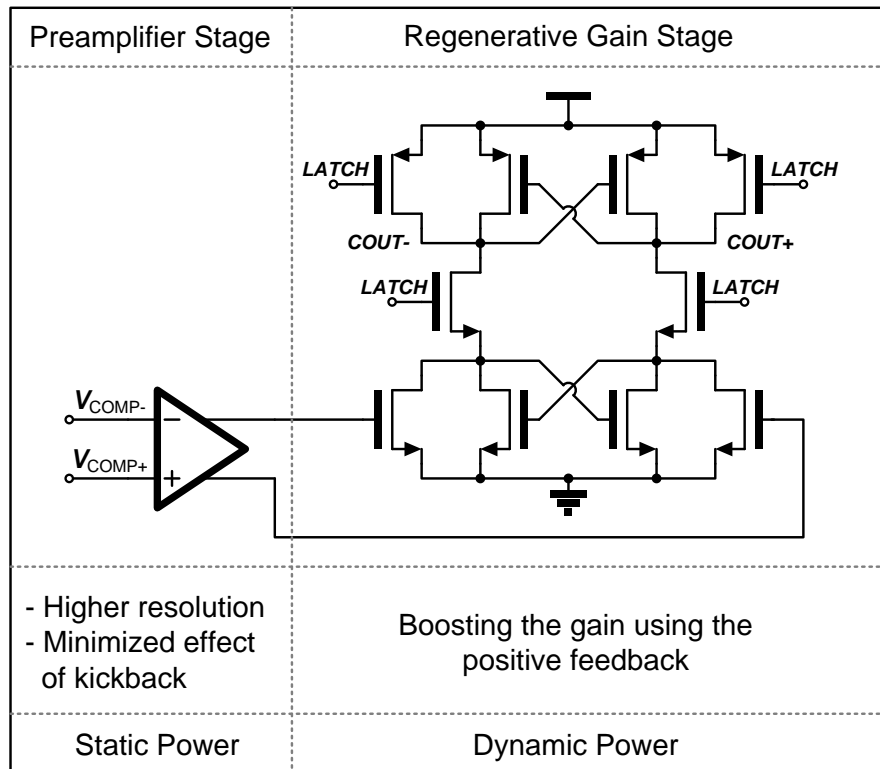 Preamplifier Stage
Regenerative Gain Stage
LATCH
LATCH
COUT-
COUT+
LATCH
LATCH
VCOMP-
VCOMP+
- Higher resolution
- Minimized effect
of kickback
Boosting the gain using the
positive feedback
Static Power
Dynamic Power